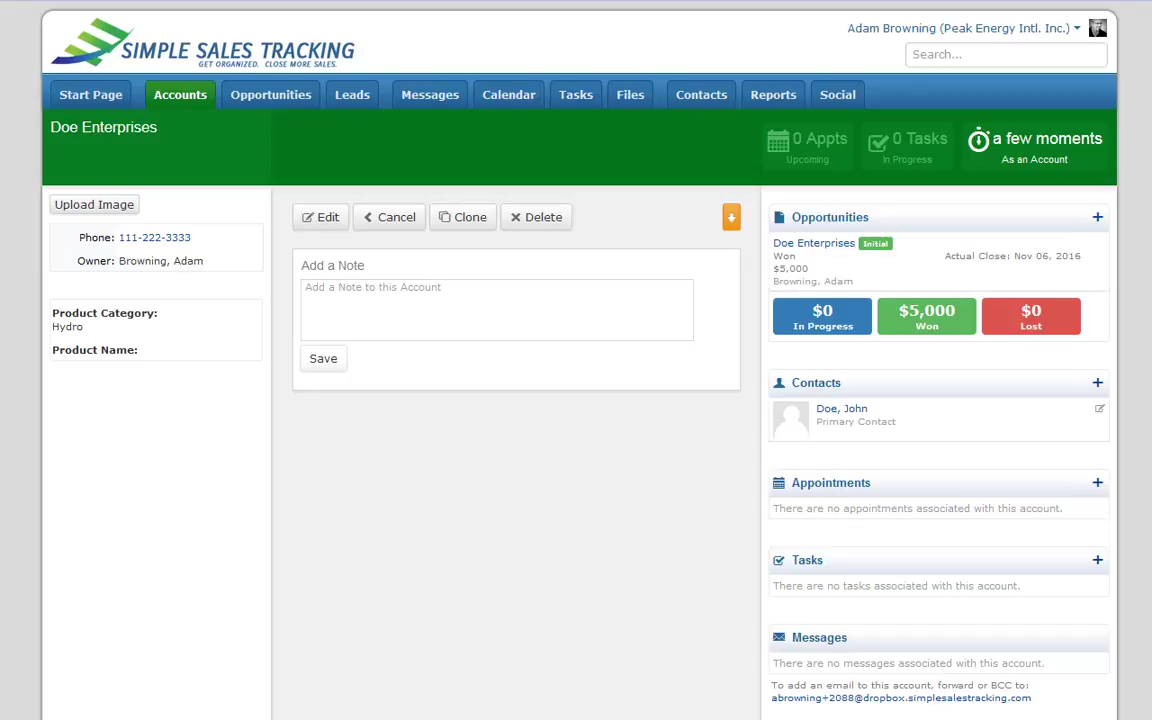 SIMPLE SALES TRACKING
GET ORGANIZED. CLOSE MORE SALES.
Adam Browning (Peak Energy Intl. Inc.)
Search...
Start Page
Accounts
Opportunities
Leads
Messages
Calendar
Tasks
Files
Contacts
Reports
Social
Doe Enterprises
0 Appts
Upcoming
0 Tasks
In Progress
a few moments
As an Account
Upload Image
Phone: 111-222-3333
Owner: Browning, Adam
Product Category:
Hydro
Product Name:
Edit
Cancel
Clone
Delete
Add a Note
Add a Note to this Account
Save
Opportunities
Doe Enterprises Initial
Won
Actual Close: Nov 06, 2016
$5,000
Browning, Adam
$0
In Progress
$5,000
Won
$0
Lost
Contacts
Doe, John
Primary Contact
Appointments
There are no appointments associated with this account.
Tasks
There are no tasks associated with this account.
Messages
There are no messages associated with this account.
To add an email to this account, forward or BCC to:
abrowning+2088@dropbox.simplesalestracking.com